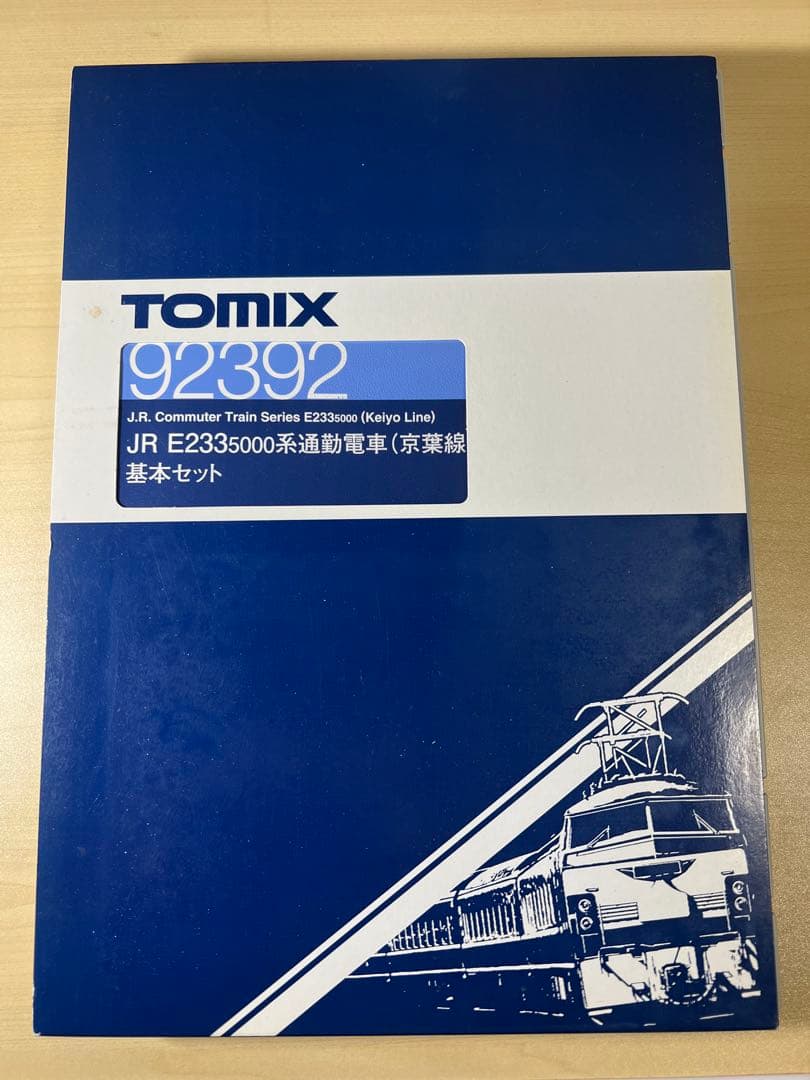 TOMIX
92392
J.R. Commuter Train Series E2335000 (Keiyo Line)
JR E2335000系通勤電車(京葉線
基本セット